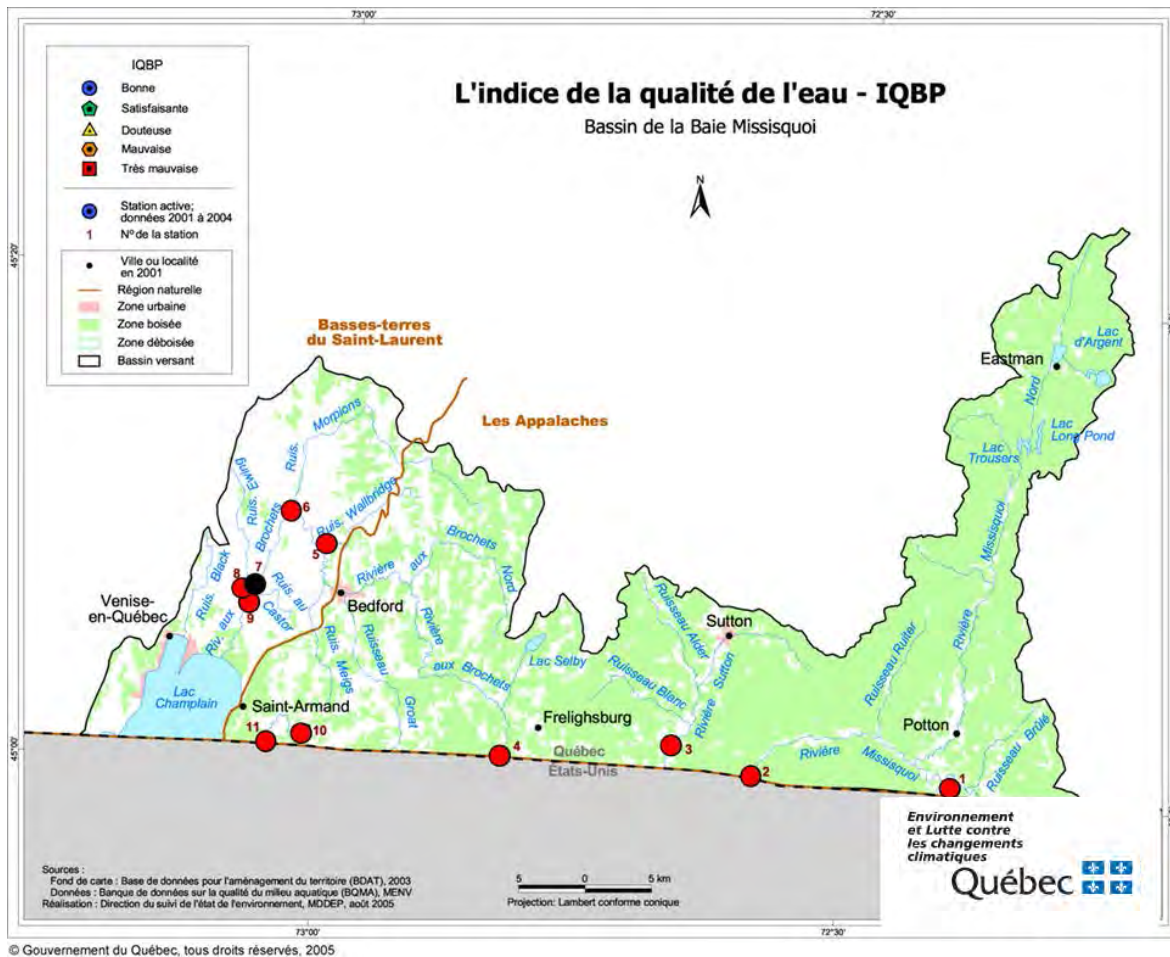 73°00'
72°30'
L'indice de la qualité de l'eau - IQBP
Bassin de la Baie Missisquoi
IQBP
Bonne
Satisfaisante
Douteuse
Mauvaise
Très mauvaise
Station active;
données 2001 à 2004
1 Nº de la station
Ville ou localité
en 2001
Région naturelle
Zone urbaine
Zone boisée
Zone déboisée
Bassin versant
N
45°20'
Basses-terres
du Saint-Laurent
Les Appalaches
Lac
d'Argent
Eastman
Nord
Lac
Long Pond
Lac
Trousers
Missisquoi
Rivière
Ruis. Morpions
Ruis. Ewing
Brochets
6
Ruis. Wallbridge
5
Brochets
Nord
Rivière aux
7
8
9
Ruis. Black
Ruis. au
Castor
Riv. aux
Venise-
en-Québec
Bedford
Rivière
aux Brochets
Ruis. Meigs
Ruisseau
Groat
Lac Selby
Ruisseau Alder
Sutton
Ruisseau Blanc
Rivière Sutton
Ruisseau Ruiter
Lac
Champlain
Saint-Armand
Frelighsburg
Potton
Ruisseau Brûlé
11
10
4
3
2
1
Rivière Missisquoi
45°00'
Québec
États-Unis
Environnement
et Lutte contre
les changements
climatiques
Québec
Sources :
Fond de carte : Base de données pour l'aménagement du territoire (BDAT), 2003
Données : Banque de données sur la qualité du milieu aquatique (BQMA), MENV
Réalisation : Direction du suivi de l'état de l'environnement, MDDEP, août 2005
5 0 5 km
Projection: Lambert conforme conique
73°00'
72°30'
© Gouvernement du Québec, tous droits réservés, 2005